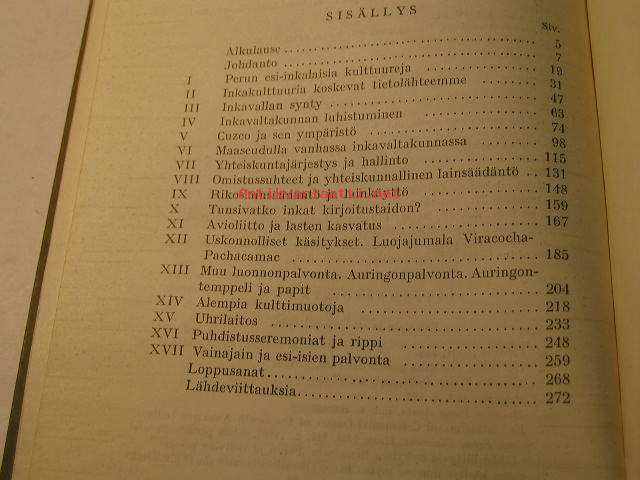 SISÄLLYS
Siv.
Alkulause 5
Johdanto 7
I Perun esi-inkalaisia kulttuureja 19
II Inkakulttuuria koskevat tietolähteemme 31
III Inkavallan synty 47
IV Inkavaltakunnan luhistuminen 63
V Cuzco ja sen ympäristö 74
VI Maaseudulla vanhassa inkavaltakunnassa 98
VII Yhteiskuntajärjestys ja hallinto 115
VIII Omistussuhteet ja yhteiskunnallinen lainsäädäntö 131
IX ja lainkäyttö 148
X Tunsivatko inkat kirjoitustaidon? 159
XI Avioliitto ja lasten kasvatus 167
XII Uskonnolliset käsitykset. Luojajumala Viracocha-
Pachacamac 185
XIII Muu luonnonpalvonta. Auringonpalvonta. Auringon-
temppeli ja papit 204
XIV Alempia kulttimuotoja 218
XV Uhrilaitos 233
XVI Puhdistusseremoniat ja rippi 248
XVII Vainajain ja esi-isien palvonta 259
Loppusanat 268
Lähdeviittauksia 272